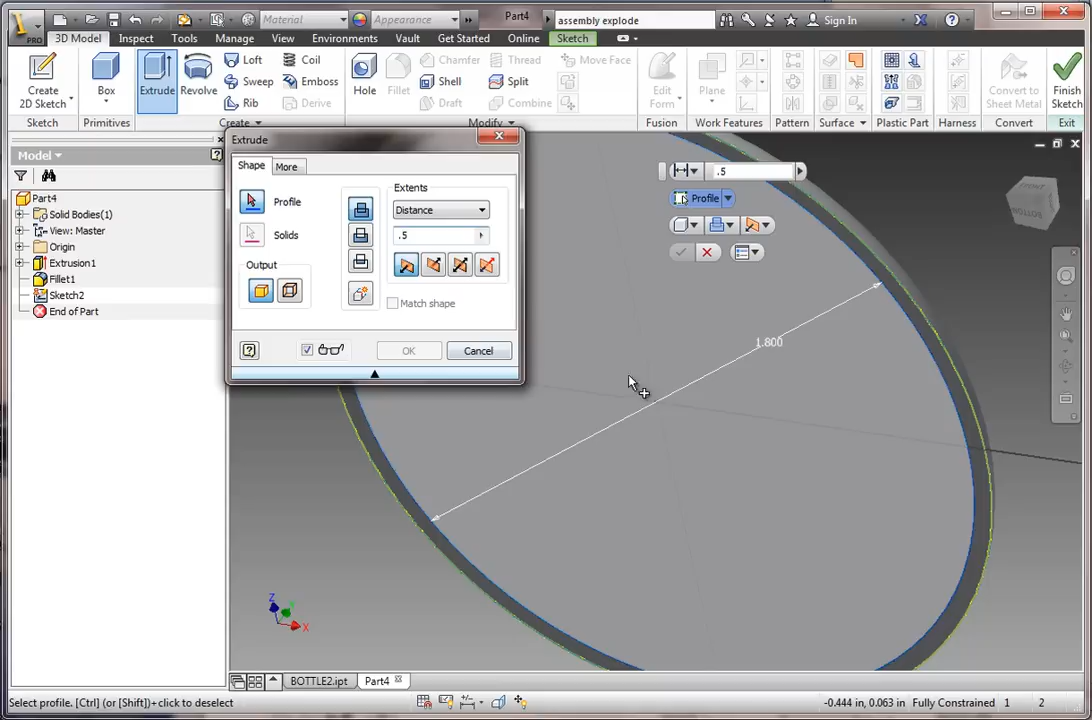 Material
Appearance
Part4
assembly explode
Sign In
PRO
3D Model
Inspect
Tools
Manage
View
Environments
Vault
Get Started
Online
Sketch
Create
2D Sketch
Box
Extrude
Revolve
Loft
Sweep
Rib
Coil
Emboss
Derive
Hole
Fillet
Chamfer
Shell
Draft
Thread
Split
Combine
Move Face
Edit
Form
Plane
Convert to
Sheet Metal
Finish
Sketch
Sketch
Primitives
Create
Modify
Fusion
Work Features
Pattern
Surface
Plastic Part
Harness
Convert
Exit
Model
Part4
Solid Bodies(1)
View: Master
Origin
Extrusion1
Fillet1
Sketch2
End of Part
Extrude
Shape
More
Profile
Solids
Output
Extents
Distance
.5
Match shape
OK
Cancel
.5
Profile
1.800
BOTTOM
Z
X
BOTTLE2.ipt
Part4
Select profile. [Ctrl] (or [Shift])+ click to deselect
-0.444 in, 0.063 in
Fully Constrained
1
2